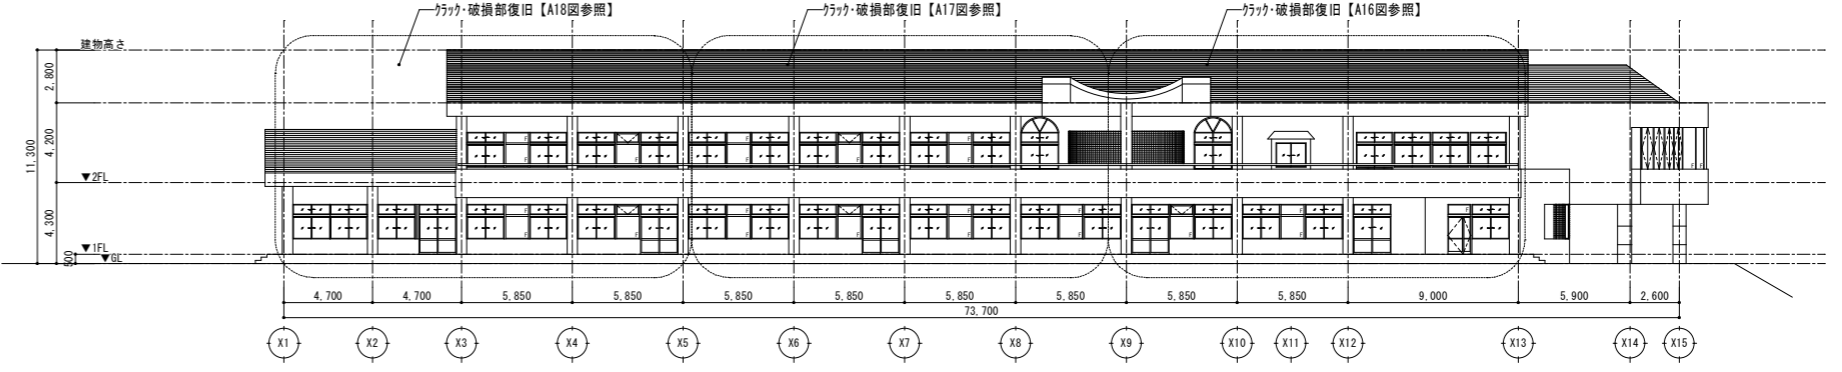 クラック・破損部復旧【A18図参照】
クラック・破損部復旧【A17図参照】
クラック・破損部復旧【A16図参照】
建物高さ
2,800
4,200
11,300
▼2FL
4,300
▼1FL
500
▼GL
4,700
4,700
5,850
5,850
5,850
5,850
5,850
5,850
5,850
5,850
9,000
5,900
2,600
73,700
X1
X2
X3
X4
X5
X6
X7
X8
X9
X10
X11
X12
X13
X14
X15